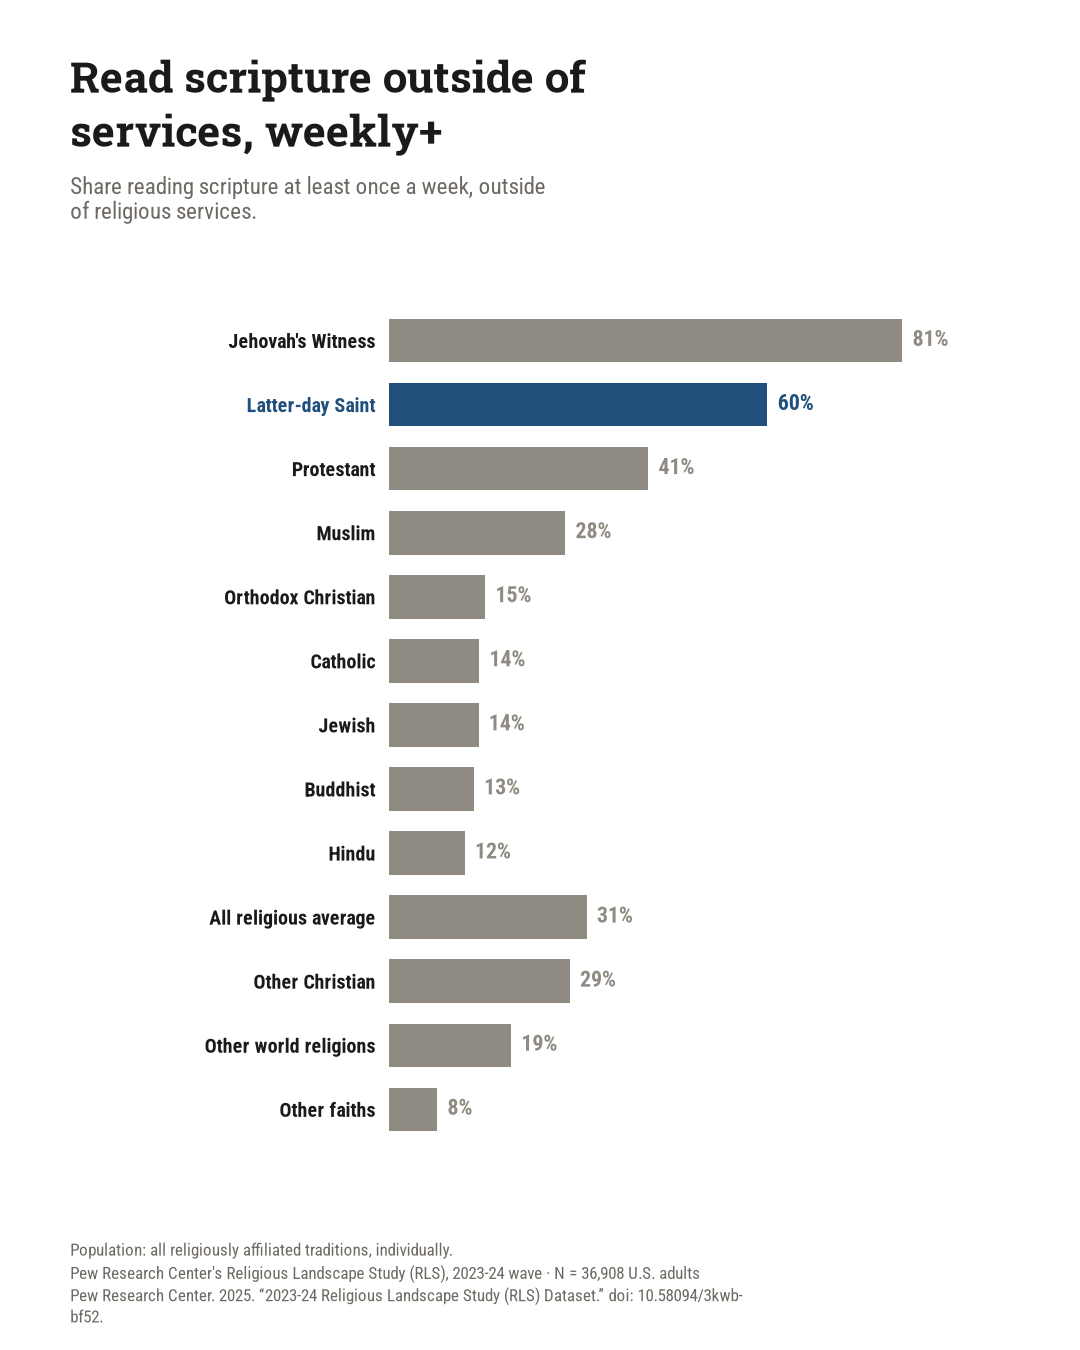 Read scripture outside of
services, weekly+
Share reading scripture at least once a week, outside
of religious services.
Jehovah's Witness 81%
Latter-day Saint 60%
Protestant 41%
Muslim 28%
Orthodox Christian 15%
Catholic 14%
Jewish 14%
Buddhist 13%
Hindu 12%
All religious average 31%
Other Christian 29%
Other world religions 19%
Other faiths 8%
Population: all religiously affiliated traditions, individually.
Pew Research Center's Religious Landscape Study (RLS), 2023-24 wave · N = 36,908 U.S. adults
Pew Research Center. 2025. “2023-24 Religious Landscape Study (RLS) Dataset.” doi: 10.58094/3kwb-
bf52.